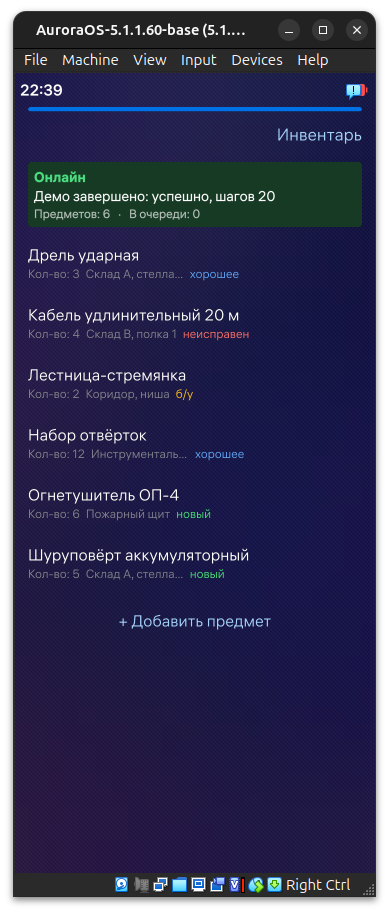 AuroraOS-5.1.1.60-base (5.1....
File Machine View Input Devices Help
22:39
Инвентарь
Онлайн
Демо завершено: успешно, шагов 20
Предметов: 6 · В очереди: 0
Дрель ударная
Кол-во: 3 Склад А, стелла... хорошее
Кабель удлинительный 20 м
Кол-во: 4 Склад В, полка 1 неисправен
Лестница-стремянка
Кол-во: 2 Коридор, ниша б/у
Набор отвёрток
Кол-во: 12 Инструменталь... хорошее
Огнетушитель ОП-4
Кол-во: 6 Пожарный щит новый
Шуруповёрт аккумуляторный
Кол-во: 5 Склад А, стелла... новый
+ Добавить предмет
Right Ctrl